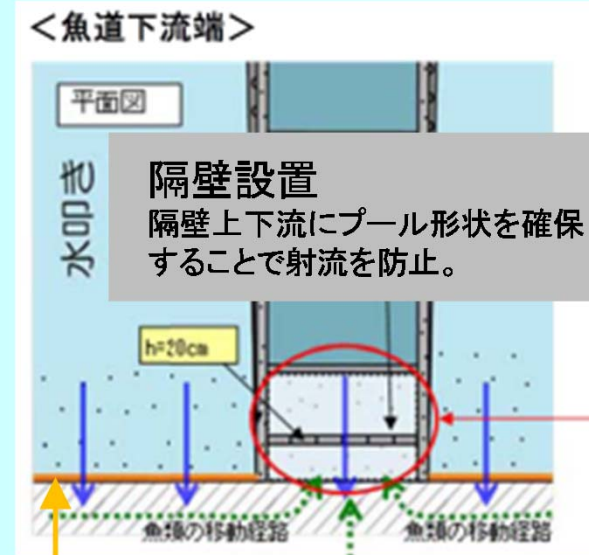 ＜魚道下流端＞
平面図
水叩き
隔壁設置
隔壁上下流にプール形状を確保
することで射流を防止。
h=20cm
魚類の移動経路
魚類の移動経路